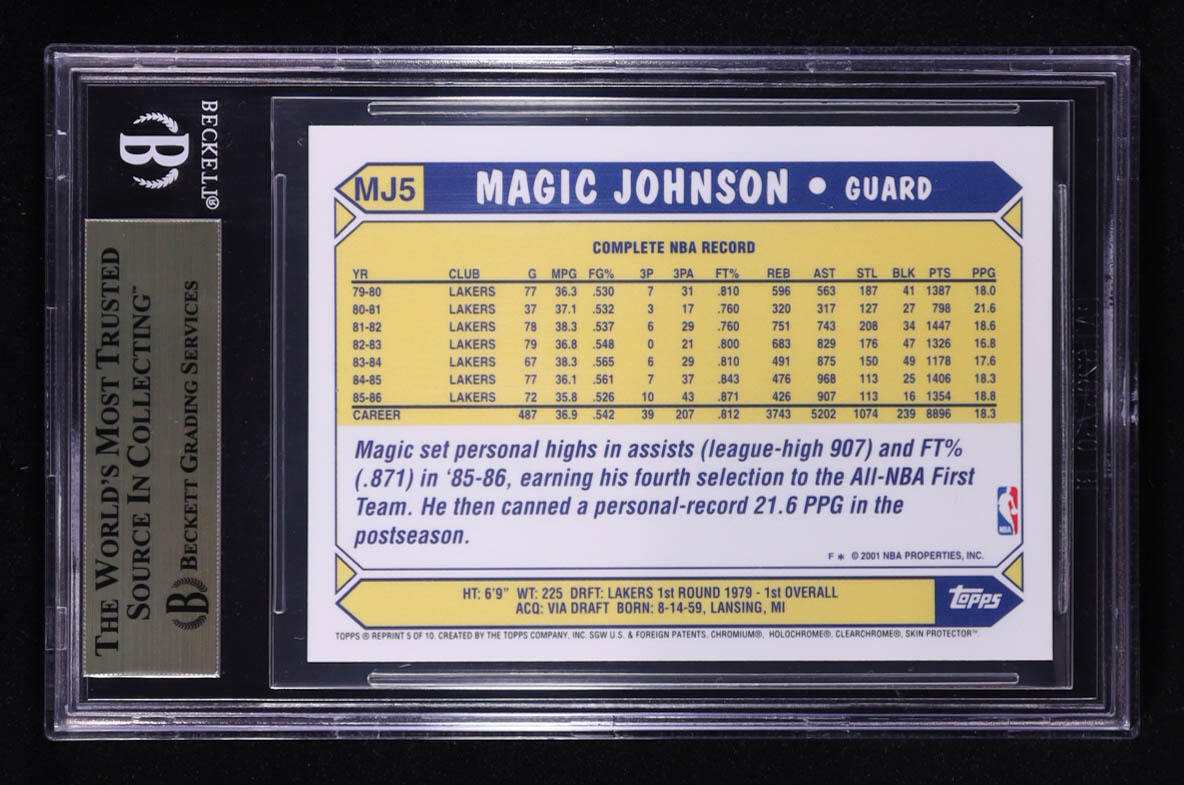 BECKETT®
B
THE WORLD'S MOST TRUSTED
SOURCE IN COLLECTING™
B BECKETT GRADING SERVICES
MJ5 MAGIC JOHNSON • GUARD
COMPLETE NBA RECORD
YR CLUB G MPG FG% 3P 3PA FT% REB AST STL BLK PTS PPG
79-80 LAKERS 77 36.3 .530 7 31 .810 596 563 187 41 1387 18.0
80-81 LAKERS 37 37.1 .532 3 17 .760 320 317 127 27 798 21.6
81-82 LAKERS 78 38.3 .537 6 29 .760 751 743 208 34 1447 18.6
82-83 LAKERS 79 36.8 .548 0 21 .800 683 829 176 47 1326 16.8
83-84 LAKERS 67 38.3 .565 6 29 .810 491 875 150 49 1178 17.6
84-85 LAKERS 77 36.1 .561 7 37 .843 476 968 113 25 1406 18.3
85-86 LAKERS 72 35.8 .526 10 43 .871 426 907 113 16 1354 18.8
CAREER 487 36.9 .542 39 207 .812 3743 5202 1074 239 8896 18.3
Magic set personal highs in assists (league-high 907) and FT%
(.871) in '85-86, earning his fourth selection to the All-NBA First
Team. He then canned a personal-record 21.6 PPG in the
postseason.
NBA
F * © 2001 NBA PROPERTIES, INC.
HT: 6'9" WT: 225 DRFT: LAKERS 1st ROUND 1979 - 1st OVERALL
ACQ: VIA DRAFT BORN: 8-14-59, LANSING, MI
Topps
TOPPS ® REPRINT 5 OF 10. CREATED BY THE TOPPS COMPANY, INC. SGW U.S. & FOREIGN PATENTS. CHROMIUM®, HOLOCHROME®, CLEARCHROME®, SKIN PROTECTOR™.